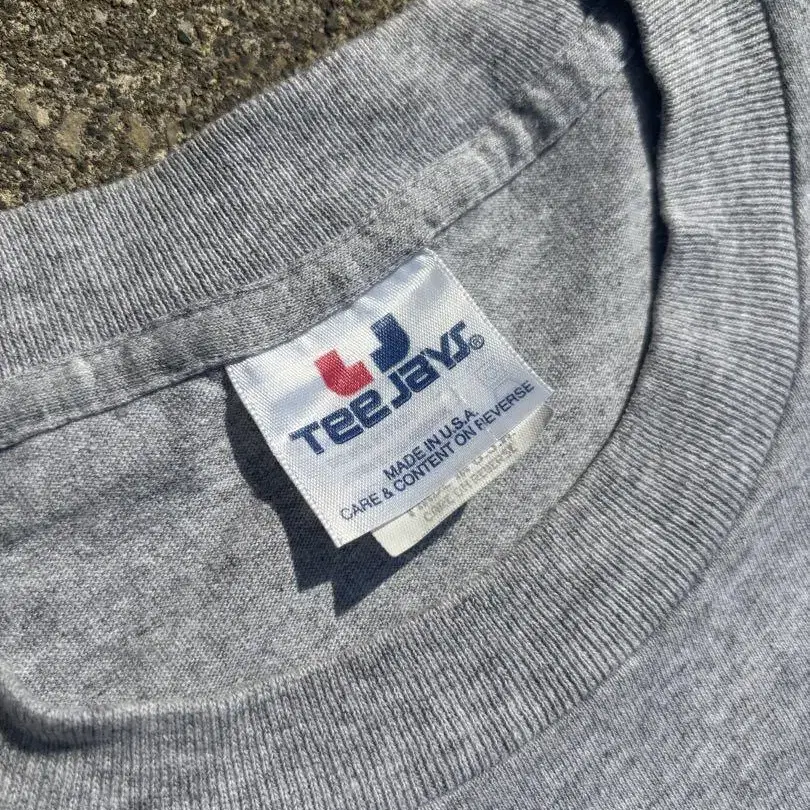 TeeJays®
MADE IN U.S.A.
CARE & CONTENT ON REVERSE